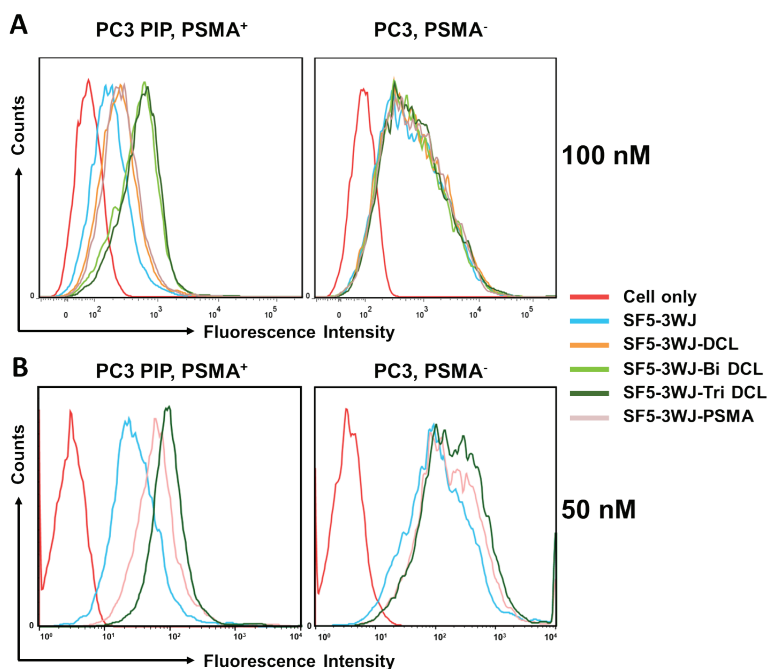 A
PC3 PIP, PSMA⁺
PC3, PSMA⁻
Counts
0
0 10² 10³ 10⁴ 10⁵
0
0 10² 10³ 10⁴ 10⁵
Fluorescence Intensity
100 nM
Cell only
SF5-3WJ
SF5-3WJ-DCL
SF5-3WJ-Bi DCL
SF5-3WJ-Tri DCL
SF5-3WJ-PSMA
B
PC3 PIP, PSMA⁺
PC3, PSMA⁻
Counts
0
10⁰ 10¹ 10² 10³ 10⁴
0
10⁰ 10¹ 10² 10³ 10⁴
Fluorescence Intensity
50 nM